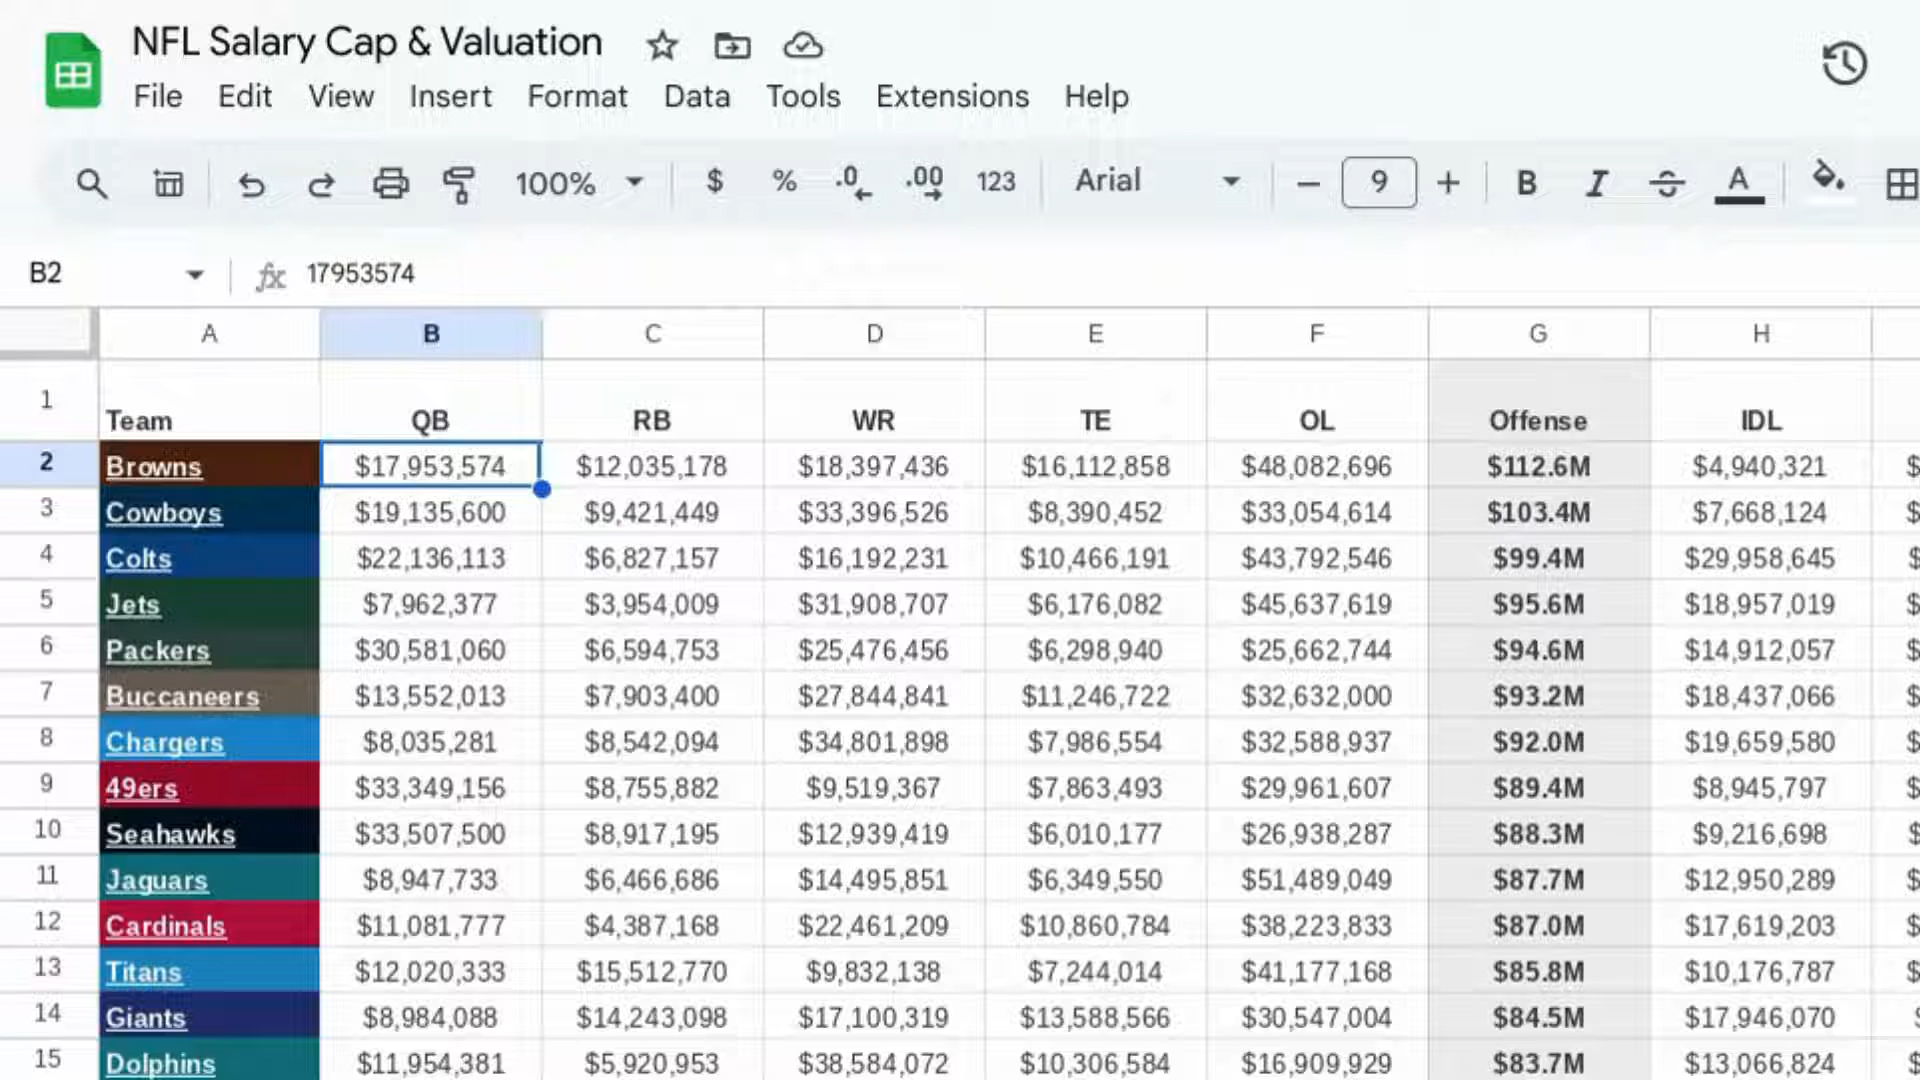 NFL Salary Cap & Valuation
File Edit View Insert Format Data Tools Extensions Help
100% $ % .0 .00 123 Arial 9 B I S A
B2 fx 17953574
A B C D E F G H
1 Team QB RB WR TE OL Offense IDL
2 Browns $17,953,574 $12,035,178 $18,397,436 $16,112,858 $48,082,696 $112.6M $4,940,321 $
3 Cowboys $19,135,600 $9,421,449 $33,396,526 $8,390,452 $33,054,614 $103.4M $7,668,124 $
4 Colts $22,136,113 $6,827,157 $16,192,231 $10,466,191 $43,792,546 $99.4M $29,958,645 $
5 Jets $7,962,377 $3,954,009 $31,908,707 $6,176,082 $45,637,619 $95.6M $18,957,019 $
6 Packers $30,581,060 $6,594,753 $25,476,456 $6,298,940 $25,662,744 $94.6M $14,912,057 $
7 Buccaneers $13,552,013 $7,903,400 $27,844,841 $11,246,722 $32,632,000 $93.2M $18,437,066 $
8 Chargers $8,035,281 $8,542,094 $34,801,898 $7,986,554 $32,588,937 $92.0M $19,659,580 $
9 49ers $33,349,156 $8,755,882 $9,519,367 $7,863,493 $29,961,607 $89.4M $8,945,797 $
10 Seahawks $33,507,500 $8,917,195 $12,939,419 $6,010,177 $26,938,287 $88.3M $9,216,698 $
11 Jaguars $8,947,733 $6,466,686 $14,495,851 $6,349,550 $51,489,049 $87.7M $12,950,289 $
12 Cardinals $11,081,777 $4,387,168 $22,461,209 $10,860,784 $38,223,833 $87.0M $17,619,203 $
13 Titans $12,020,333 $15,512,770 $9,832,138 $7,244,014 $41,177,168 $85.8M $10,176,787 $
14 Giants $8,984,088 $14,243,098 $17,100,319 $13,588,566 $30,547,004 $84.5M $17,946,070 $
15 Dolphins $11,954,381 $5,920,953 $38,584,072 $10,306,584 $16,909,929 $83.7M $13,066,824 $